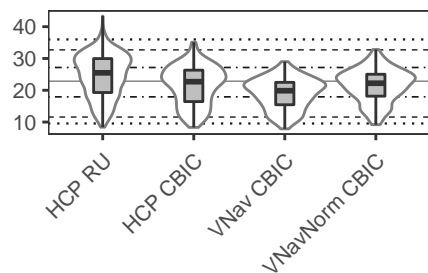 40
30
20
10
HCP RU
HCP CBIC
VNav CBIC
VNavNorm CBIC